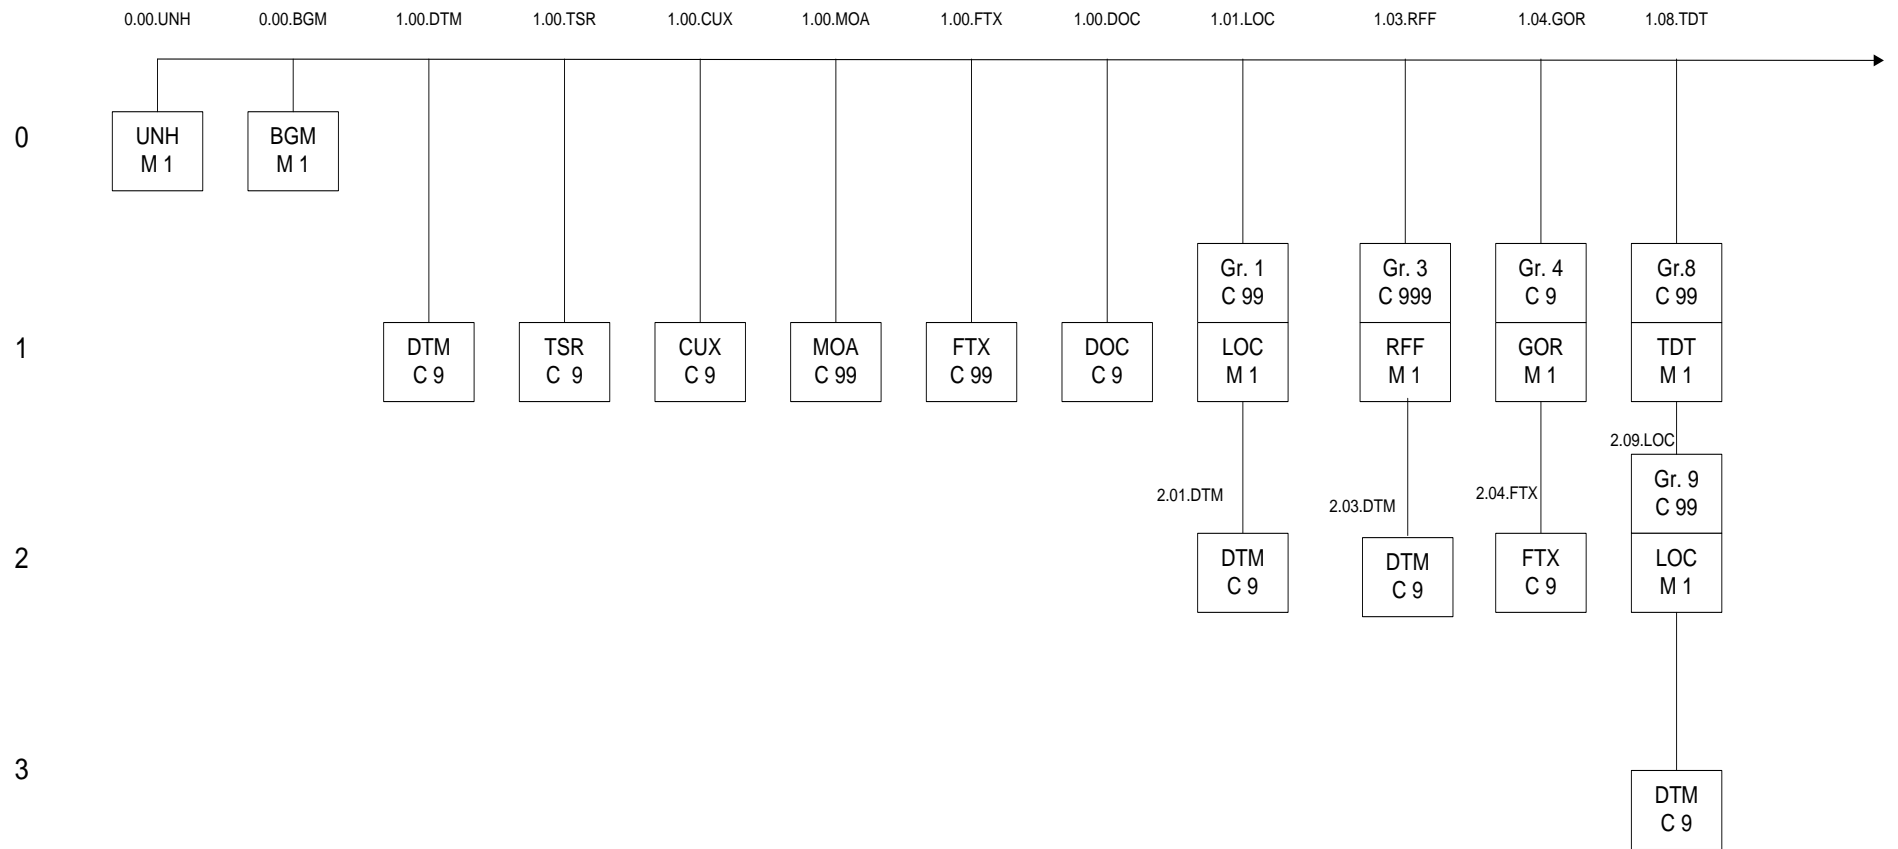 0.00.UNH 0.00.BGM 1.00.DTM 1.00.TSR 1.00.CUX 1.00.MOA 1.00.FTX 1.00.DOC 1.01.LOC 1.03.RFF 1.04.GOR 1.08.TDT
0
UNH
M 1
BGM
M 1
Gr. 1
C 99
Gr. 3
C 999
Gr. 4
C 9
Gr.8
C 99
1
DTM
C 9
TSR
C 9
CUX
C 9
MOA
C 99
FTX
C 99
DOC
C 9
LOC
M 1
RFF
M 1
GOR
M 1
TDT
M 1
2.09.LOC
Gr. 9
C 99
2.01.DTM
2.03.DTM
2.04.FTX
2
DTM
C 9
DTM
C 9
FTX
C 9
LOC
M 1
3
DTM
C 9